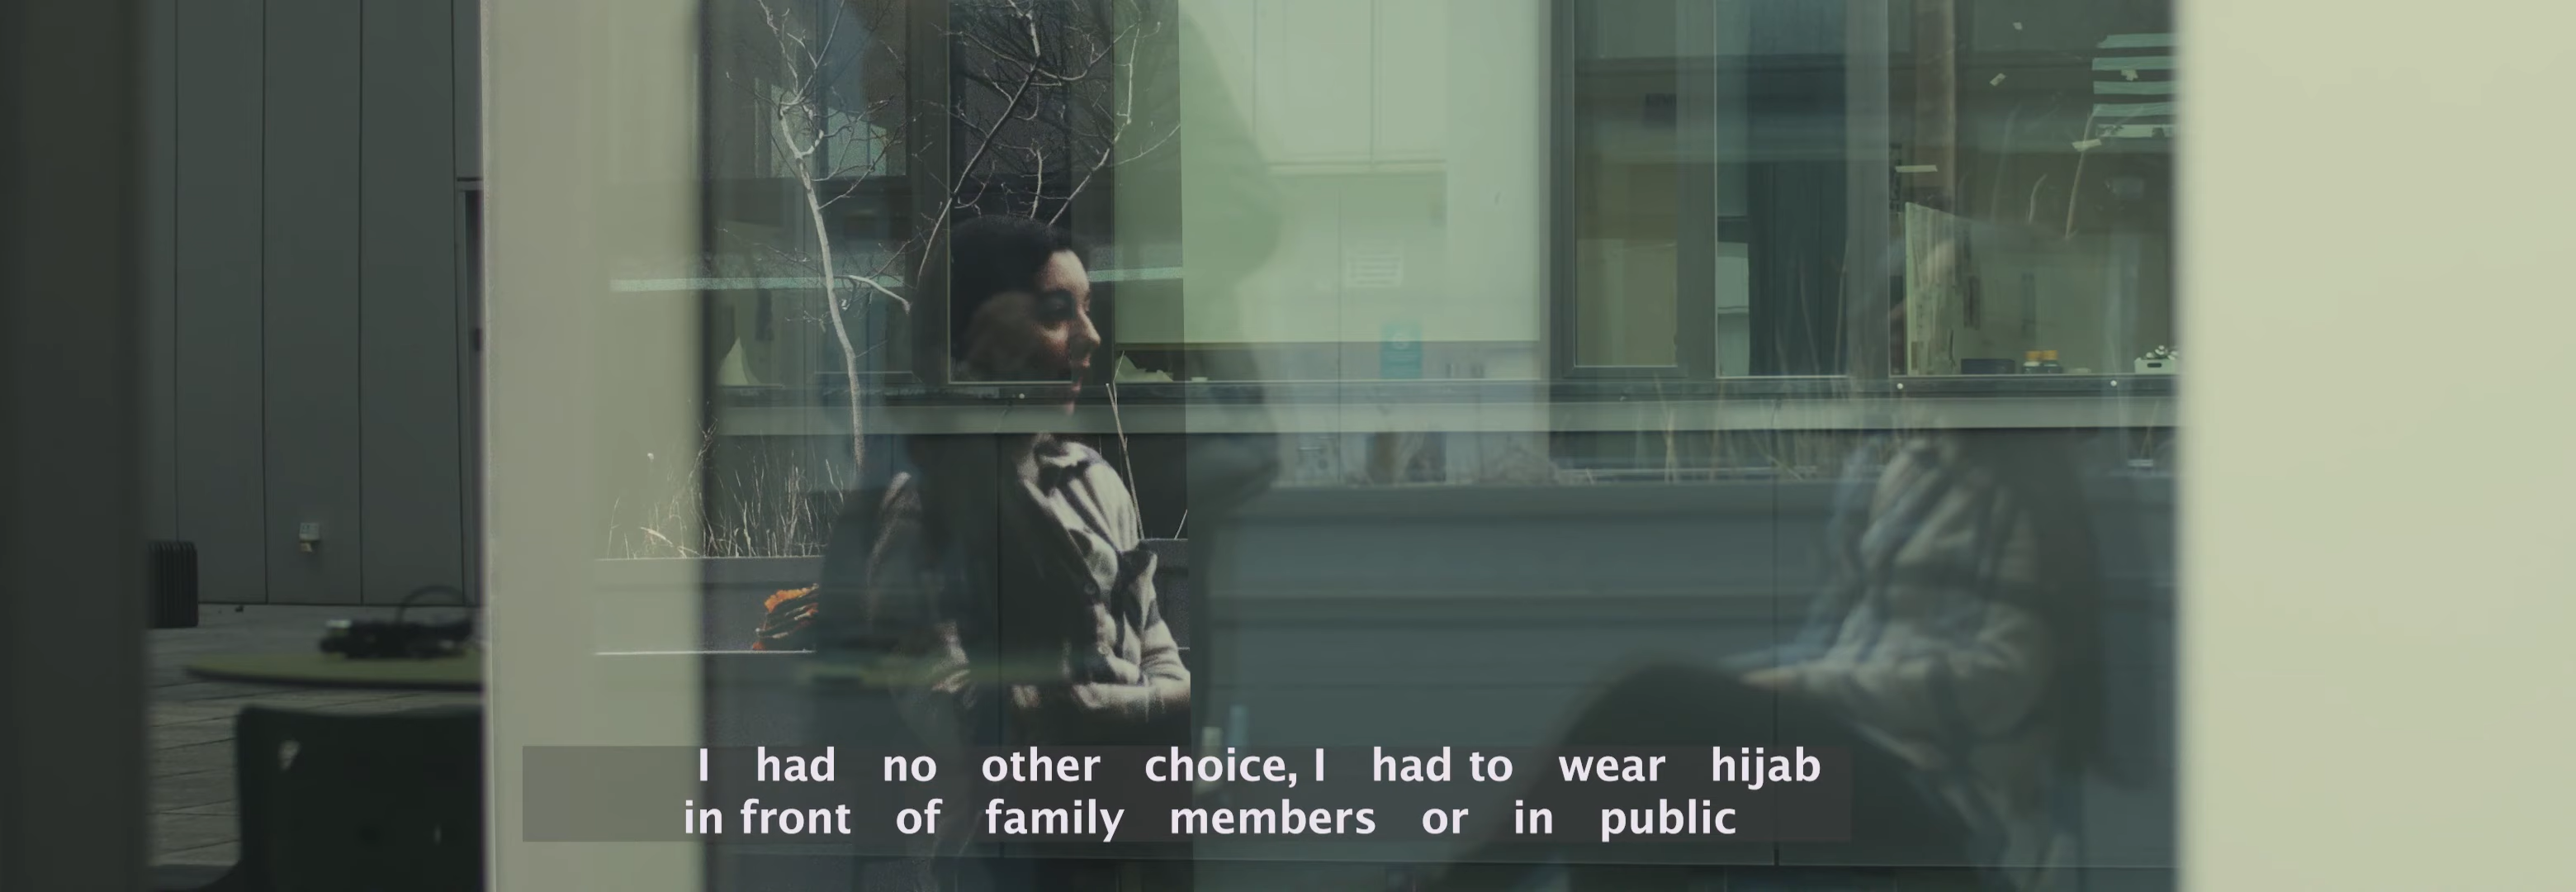 I had no other choice, I had to wear hijab
in front of family members or in public